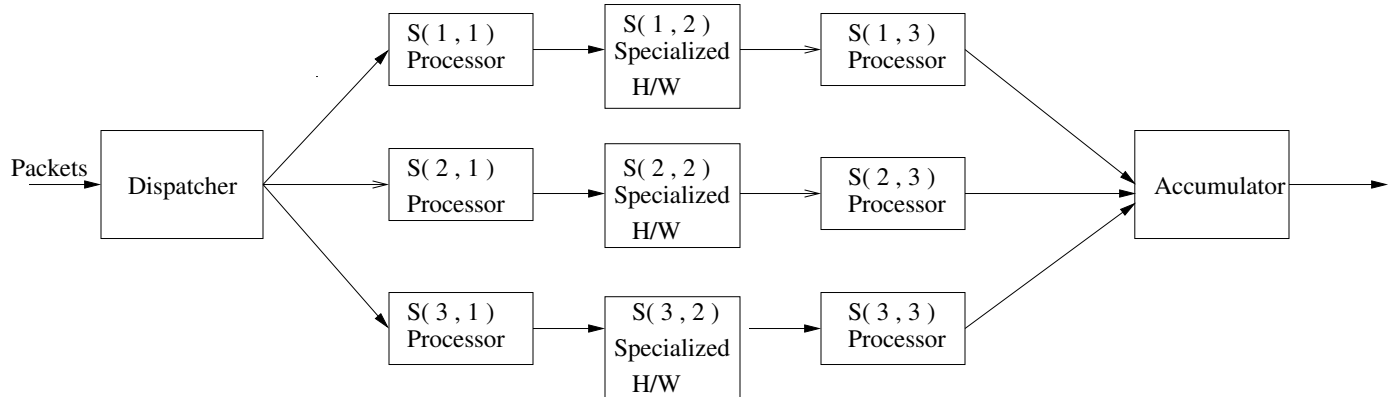 Packets
Dispatcher
S( 1 , 1 )
Processor
S( 1 , 2 )
Specialized
H/W
S( 1 , 3 )
Processor
S( 2 , 1 )
Processor
S( 2 , 2 )
Specialized
H/W
S( 2 , 3 )
Processor
S( 3 , 1 )
Processor
S( 3 , 2 )
Specialized
H/W
S( 3 , 3 )
Processor
Accumulator